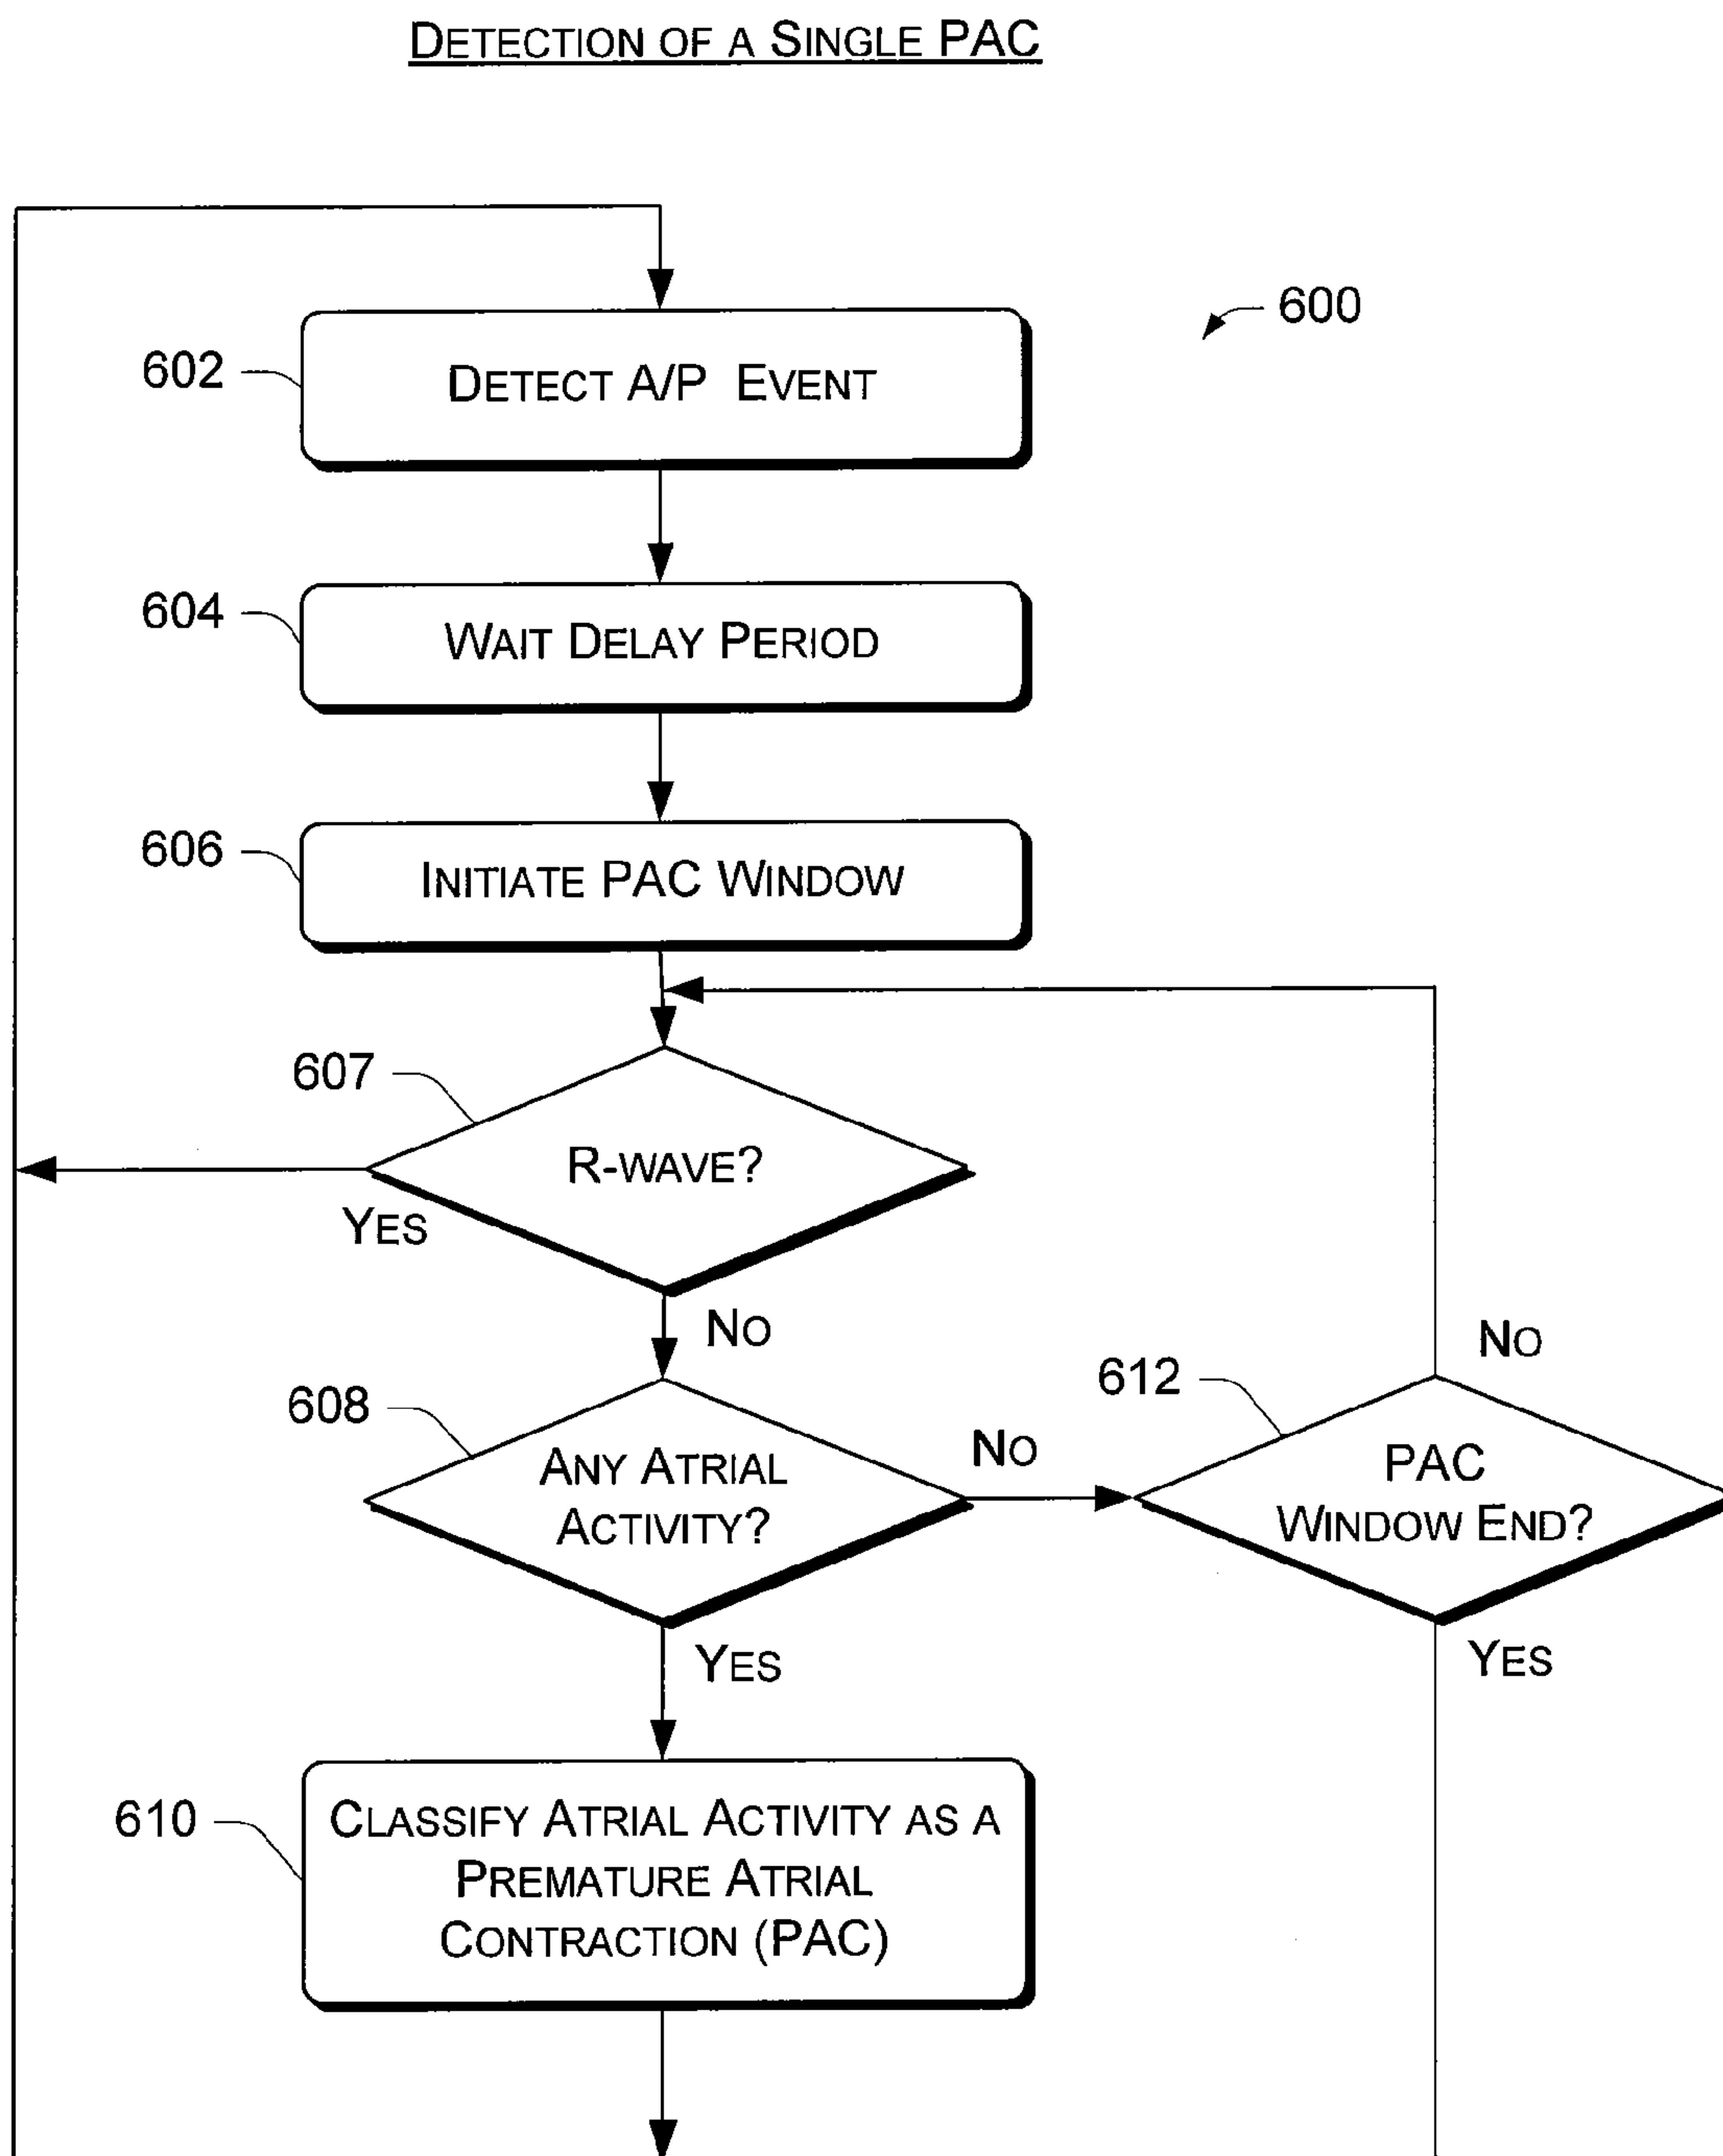 DETECTION OF A SINGLE PAC
600
602
DETECT A/P EVENT
604
WAIT DELAY PERIOD
606
INITIATE PAC WINDOW
607
R-WAVE?
YES
NO
608
ANY ATRIAL
ACTIVITY?
NO
612
NO
PAC
WINDOW END?
YES
YES
610
CLASSIFY ATRIAL ACTIVITY AS A
PREMATURE ATRIAL
CONTRACTION (PAC)